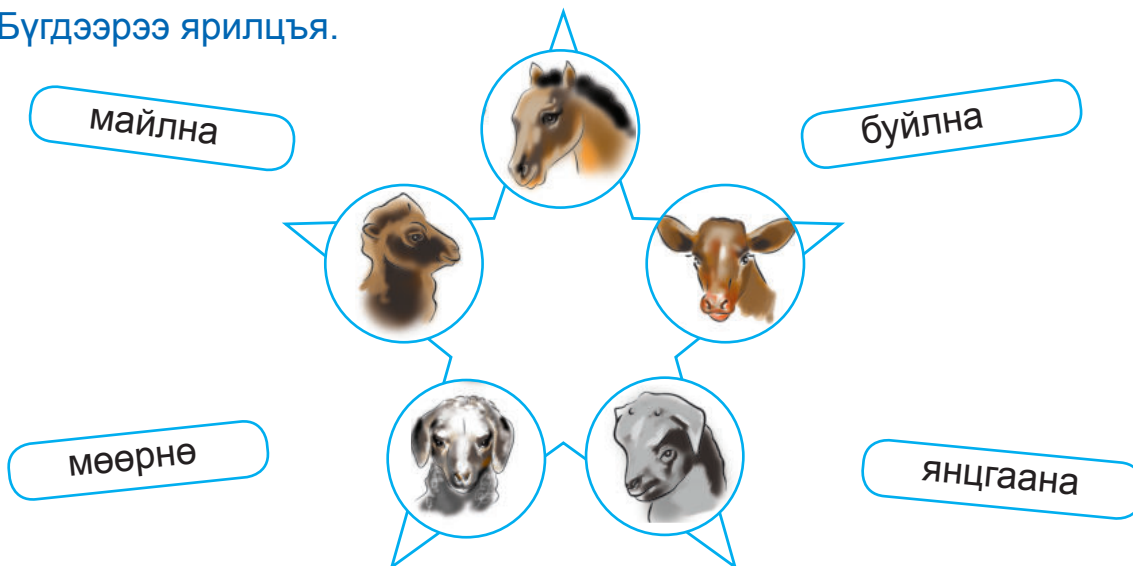 Бүгдээрээ ярилцъя.
майлна
буйлна
мөөрнө
янцгаана